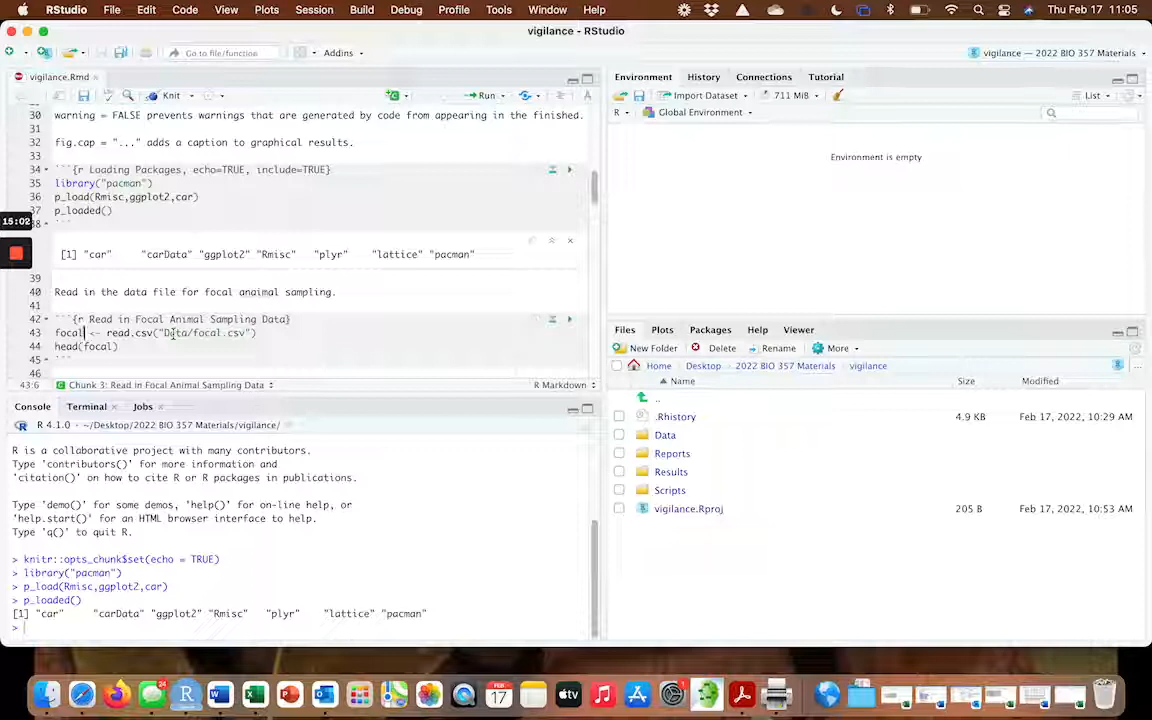 RStudio File Edit Code View Plots Session Build Debug Profile Tools Window Help Thu Feb 17 11:05
vigilance - RStudio
Go to file/function Addins vigilance — 2022 BIO 357 Materials
vigilance.Rmd
Knit Run
30 warning = FALSE prevents warnings that are generated by code from appearing in the finished.
31
32 fig.cap = "..." adds a caption to graphical results.
33
34 ```{r Loading Packages, echo=TRUE, include=TRUE}
35 library("pacman")
36 p_load(Rmisc,ggplot2,car)
37 p_loaded()
38 ```
15:02
[1] "car" "carData" "ggplot2" "Rmisc" "plyr" "lattice" "pacman"
39
40 Read in the data file for focal anaimal sampling.
41
42 ```{r Read in Focal Animal Sampling Data}
43 focal <- read.csv("Data/focal.csv")
44 head(focal)
45 ```
46
43:6 Chunk 3: Read in Focal Animal Sampling Data R Markdown
Console Terminal Jobs
R 4.1.0 · ~/Desktop/2022 BIO 357 Materials/vigilance/
R is a collaborative project with many contributors.
Type 'contributors()' for more information and
'citation()' on how to cite R or R packages in publications.
Type 'demo()' for some demos, 'help()' for on-line help, or
'help.start()' for an HTML browser interface to help.
Type 'q()' to quit R.
> knitr::opts_chunk$set(echo = TRUE)
> library("pacman")
> p_load(Rmisc,ggplot2,car)
> p_loaded()
[1] "car" "carData" "ggplot2" "Rmisc" "plyr" "lattice" "pacman"
>
Environment History Connections Tutorial
Import Dataset 711 MiB List
R Global Environment
Environment is empty
Files Plots Packages Help Viewer
New Folder Delete Rename More
Home Desktop 2022 BIO 357 Materials vigilance
Name Size Modified
..
.Rhistory 4.9 KB Feb 17, 2022, 10:29 AM
Data
Reports
Results
Scripts
vigilance.Rproj 205 B Feb 17, 2022, 10:53 AM
24
FEB
17
tv